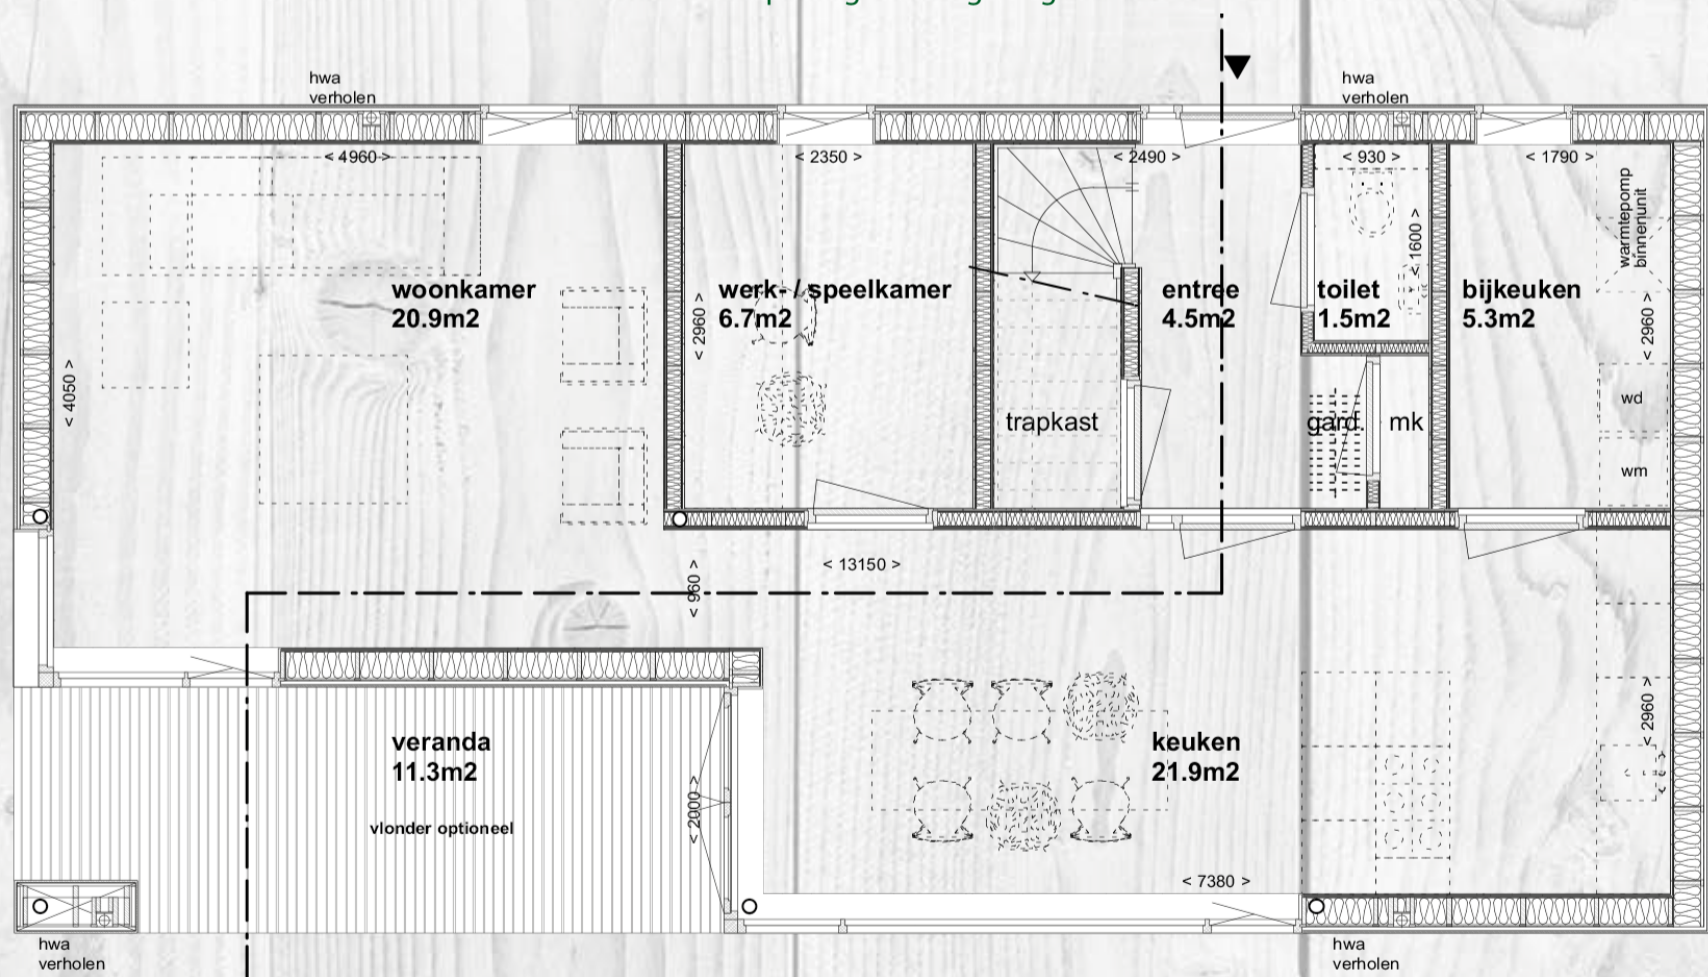 hwa
verholen
hwa
verholen
< 4960 >
< 2350 >
< 2490 >
< 930 >
< 1790 >
warmtepomp
binnenunit
< 1600 >
woonkamer
20.9m2
werk- / speelkamer
6.7m2
entree
4.5m2
toilet
1.5m2
bijkeuken
5.3m2
< 2960 >
< 2960 >
< 4050 >
trapkast
gard.
mk
wd
wm
< 13150 >
< 960 >
veranda
11.3m2
vlonder optioneel
< 2000 >
keuken
21.9m2
< 2960 >
< 7380 >
hwa
verholen
hwa
verholen